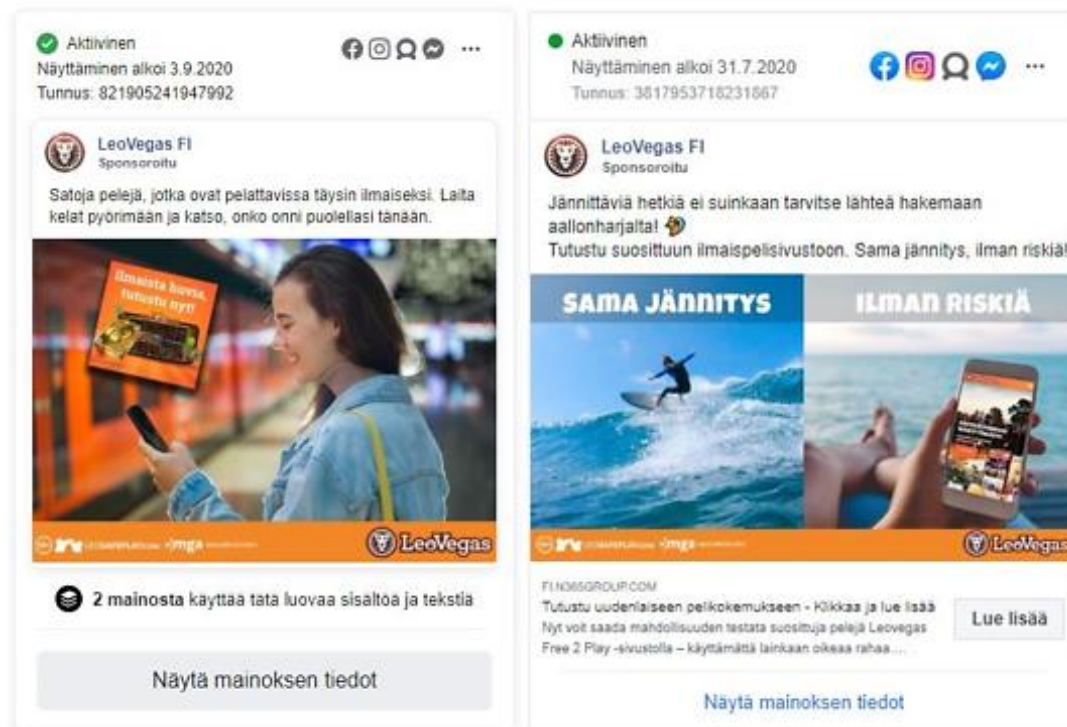 Aktiivinen
Näyttäminen alkoi 3.9.2020
Tunnus: 821905241947992
LeoVegas FI
Sponsoroitu
Satoja pelejä, jotka ovat pelattavissa täysin ilmaiseksi. Laita
kelat pyörimään ja katso, onko onni puolellasi tänään.
Ilmaista huvia,
tutustu nyt!
mga
LeoVegas
2 mainosta käyttää tätä luovaa sisältöä ja tekstiä
Näytä mainoksen tiedot
Aktiivinen
Näyttäminen alkoi 31.7.2020
Tunnus: 3817953718231867
LeoVegas FI
Sponsoroitu
Jännittäviä hetkiä ei suinkaan tarvitse lähteä hakemaan
aallonharjalta!
Tutustu suosittuun ilmaispelisivustoon. Sama jännitys, ilman riskiä!
SAMA JÄNNITYS
ILMAN RISKIÄ
mga
LeoVegas
FI.N365GROUP.COM
Tutustu uudenlaiseen pelikokemukseen - Klikkaa ja lue lisää
Nyt voit saada mahdollisuuden testata suosittuja pelejä Leovegas
Free 2 Play -sivustolla – käyttämättä lainkaan oikeaa rahaa....
Lue lisää
Näytä mainoksen tiedot